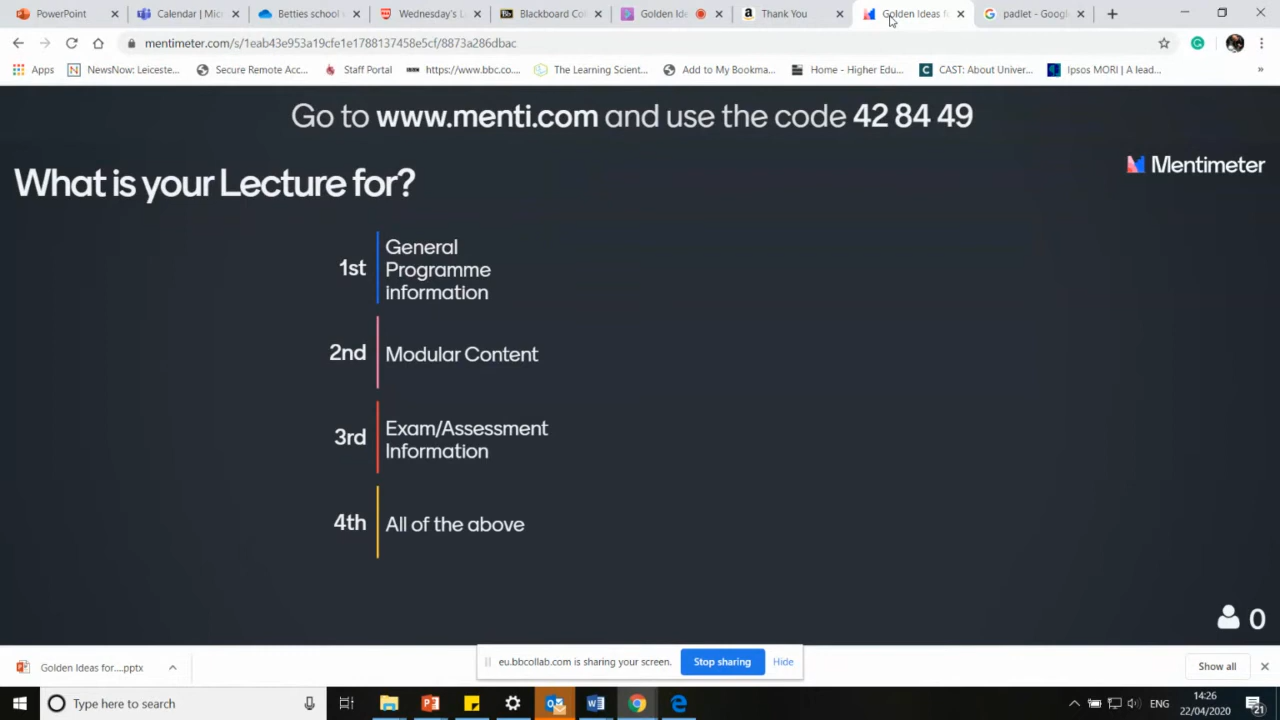 PowerPoint
Calendar | Mic
Betties school
Wednesday's L
Blackboard Co
Golden Ide
Thank You
Golden Ideas f
padlet - Googl
mentimeter.com/s/1eab43e953a19cfe1e1788137458e5cf/8873a286dbac
Apps
NewsNow: Leiceste...
Secure Remote Acc...
Staff Portal
https://www.bbc.co....
The Learning Scient...
Add to My Bookma...
Home - Higher Edu...
CAST: About Univer...
Ipsos MORI | A lead...
»
Go to www.menti.com and use the code 42 84 49
Mentimeter
What is your Lecture for?
1st
General
Programme
information
2nd
Modular Content
3rd
Exam/Assessment
Information
4th
All of the above
0
Golden Ideas for....pptx
eu.bbcollab.com is sharing your screen.
Stop sharing
Hide
Show all
Type here to search
ENG
14:26
22/04/2020
21